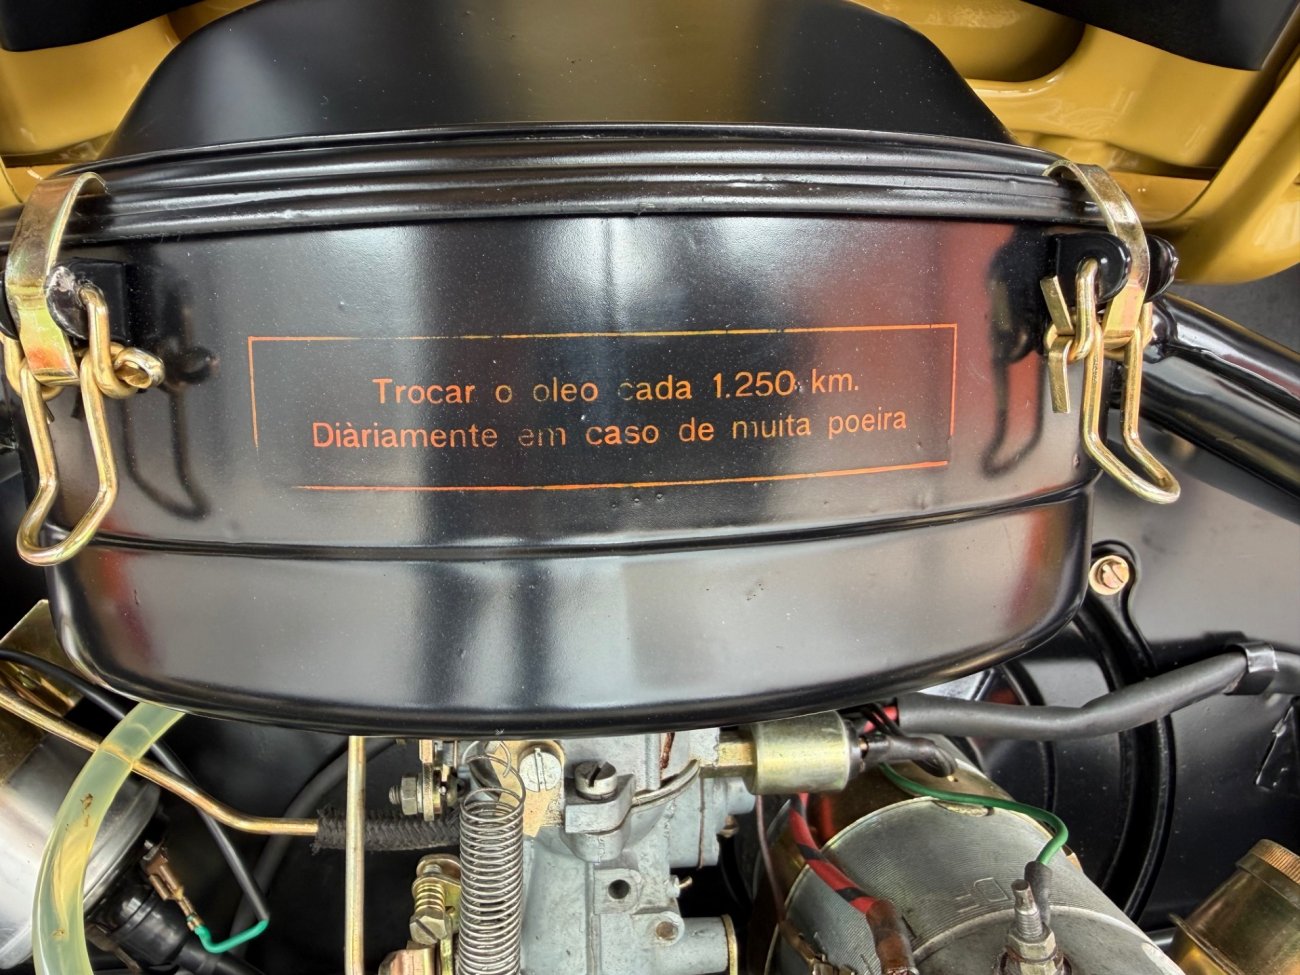 Trocar o oleo cada 1.250 km.
Diàriamente em caso de muita poeira